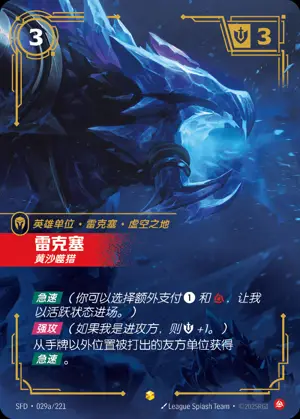 3
3
英雄单位·雷克塞·虚空之地
雷克塞
黄沙噬猎
急速（你可以选择额外支付1和，让我
以活跃状态进场。）
强攻（如果我是进攻方，则+1。）
从手牌以外位置被打出的友方单位获得
急速。
SFD·029a/221
League Splash Team ©2025RG